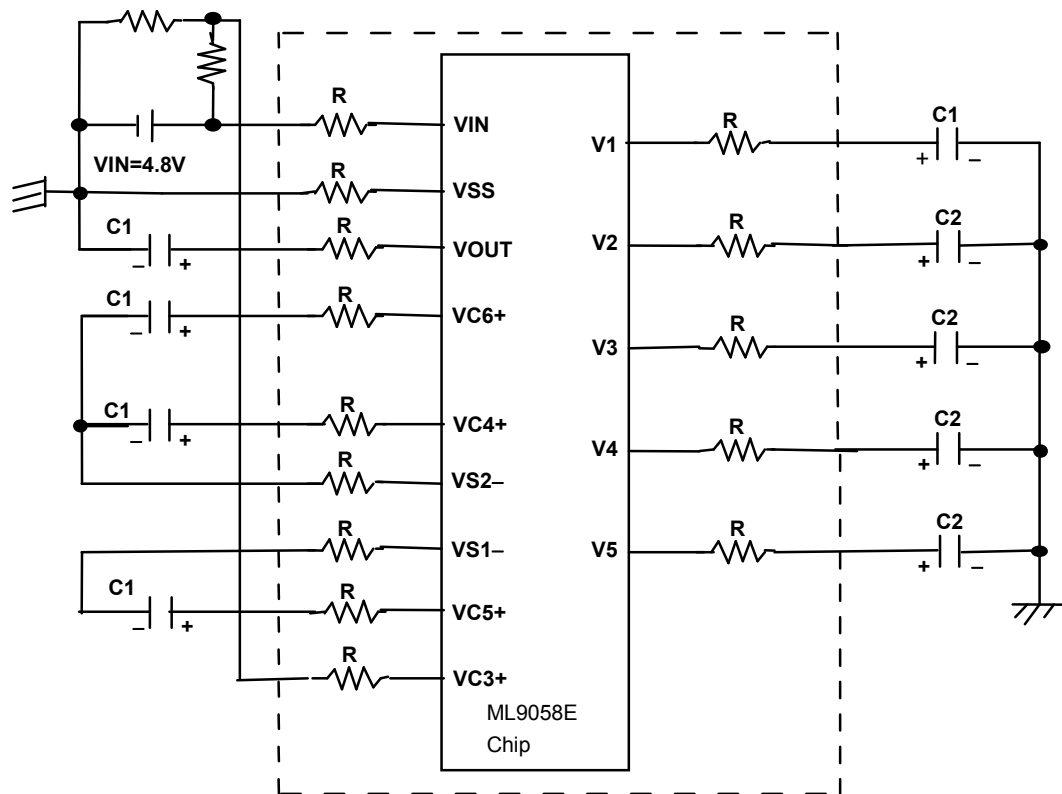 R
VIN
VIN=4.8V
R
VSS
C1
– +
R
VOUT
C1
– +
R
VC6+
C1
– +
R
VC4+
R
VS2–
R
VS1–
C1
– +
R
VC5+
R
VC3+
ML9058E
Chip
V1
R
C1
+ –
V2
R
C2
+ –
V3
R
C2
+ –
V4
R
C2
+ –
V5
R
C2
+ –